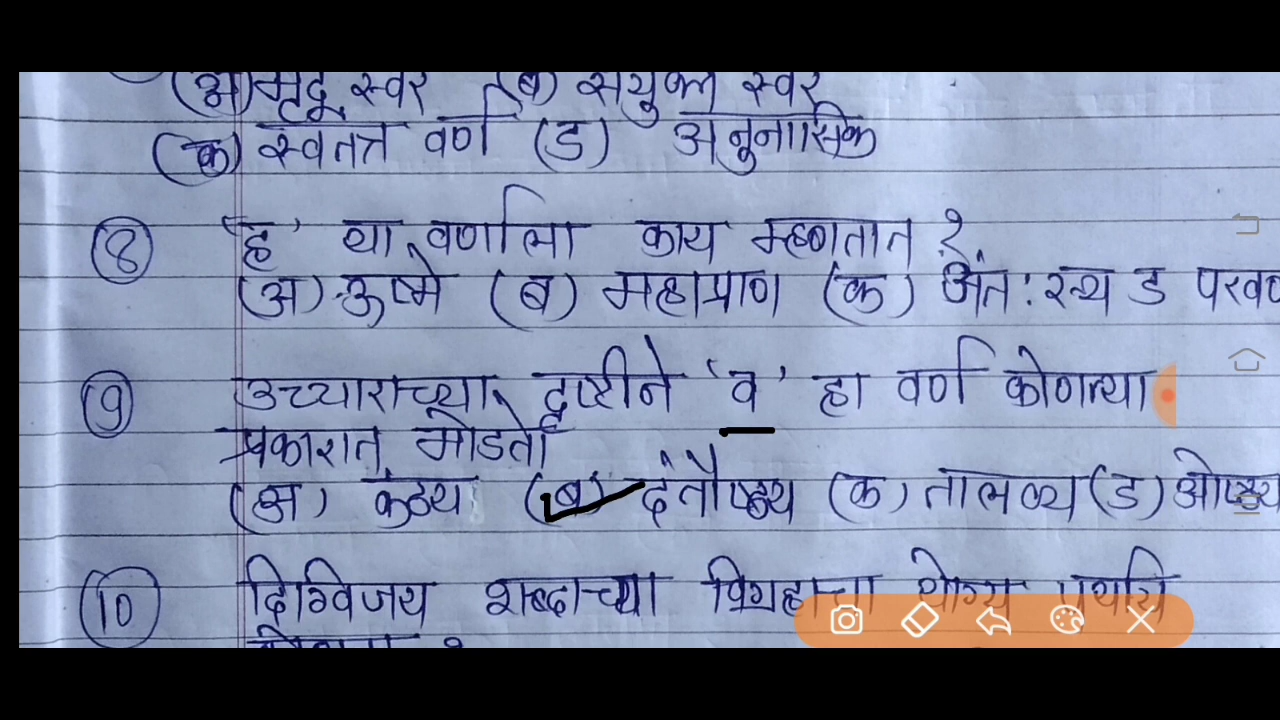 (अ) मृदू स्वर (ब) संयुक्त स्वर
(क) स्वतंत्र वर्ण (ड) अनुनासिक
8 'ह' या वर्णाला काय म्हणतात ?
(अ) ऊष्मे (ब) महाप्राण (क) अंत:स्थ ड
9 उच्चाराच्या दृष्टीने 'व' हा वर्ण कोणत्या
प्रकारात मोडतो
(अ) कंठ्य (ब) दंतौष्ठ्य (क) तालव्य (ड) ओष्ठ्य
10 दिग्विजय शब्दाच्या विग्रहाचा योग्य पर्याय